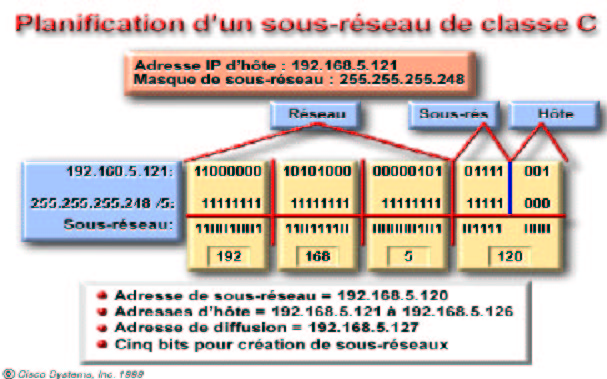 Planification d'un sous-réseau de classe C
Adresse IP d'hôte : 192.168.5.121
Masque de sous-réseau : 255.255.255.248
Réseau Sous-rés Hôte
192.168.5.121: 11000000 10101000 00000101 01111 001
255.255.255.248 /5: 11111111 11111111 11111111 11111 000
Sous-réseau: 01111
192 168 5 120
Adresse de sous-réseau = 192.168.5.120
Adresses d'hôte = 192.168.5.121 à 192.168.5.126
Adresse de diffusion = 192.168.5.127
Cinq bits pour création de sous-réseaux
© Cisco Systems, Inc. 1999